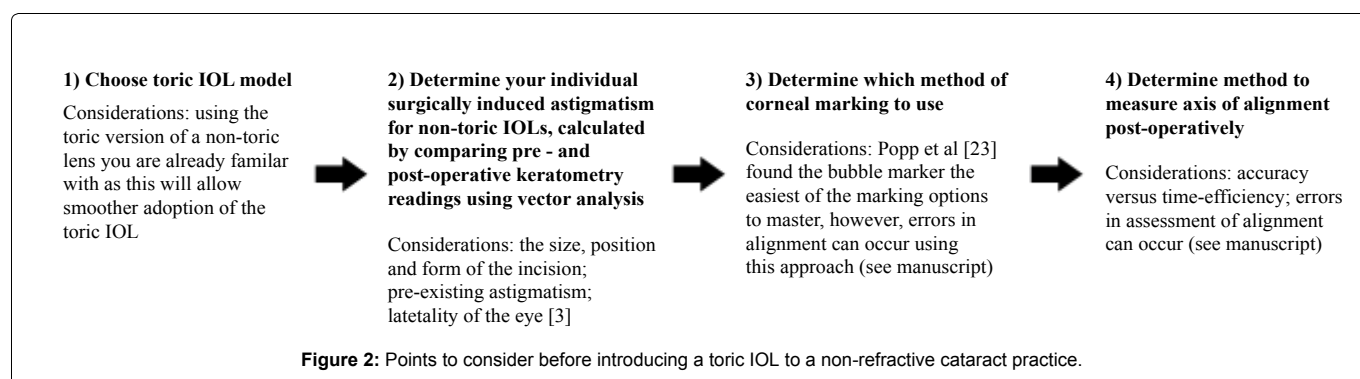 1) Choose toric IOL model
Considerations: using the
toric version of a non-toric
lens you are already familar
with as this will allow
smoother adoption of the
toric IOL
2) Determine your individual
surgically induced astigmatism
for non-toric IOLs, calculated
by comparing pre - and
post-operative keratometry
readings using vector analysis
Considerations: the size, position
and form of the incision;
pre-existing astigmatism;
latetality of the eye [3]
3) Determine which method of
corneal marking to use
Considerations: Popp et al [23]
found the bubble marker the
easiest of the marking options
to master, however, errors in
alignment can occur using
this approach (see manuscript)
4) Determine method to
measure axis of alignment
post-operatively
Considerations: accuracy
versus time-efficiency; errors
in assessment of alignment
can occur (see manuscript)
Figure 2: Points to consider before introducing a toric IOL to a non-refractive cataract practice.